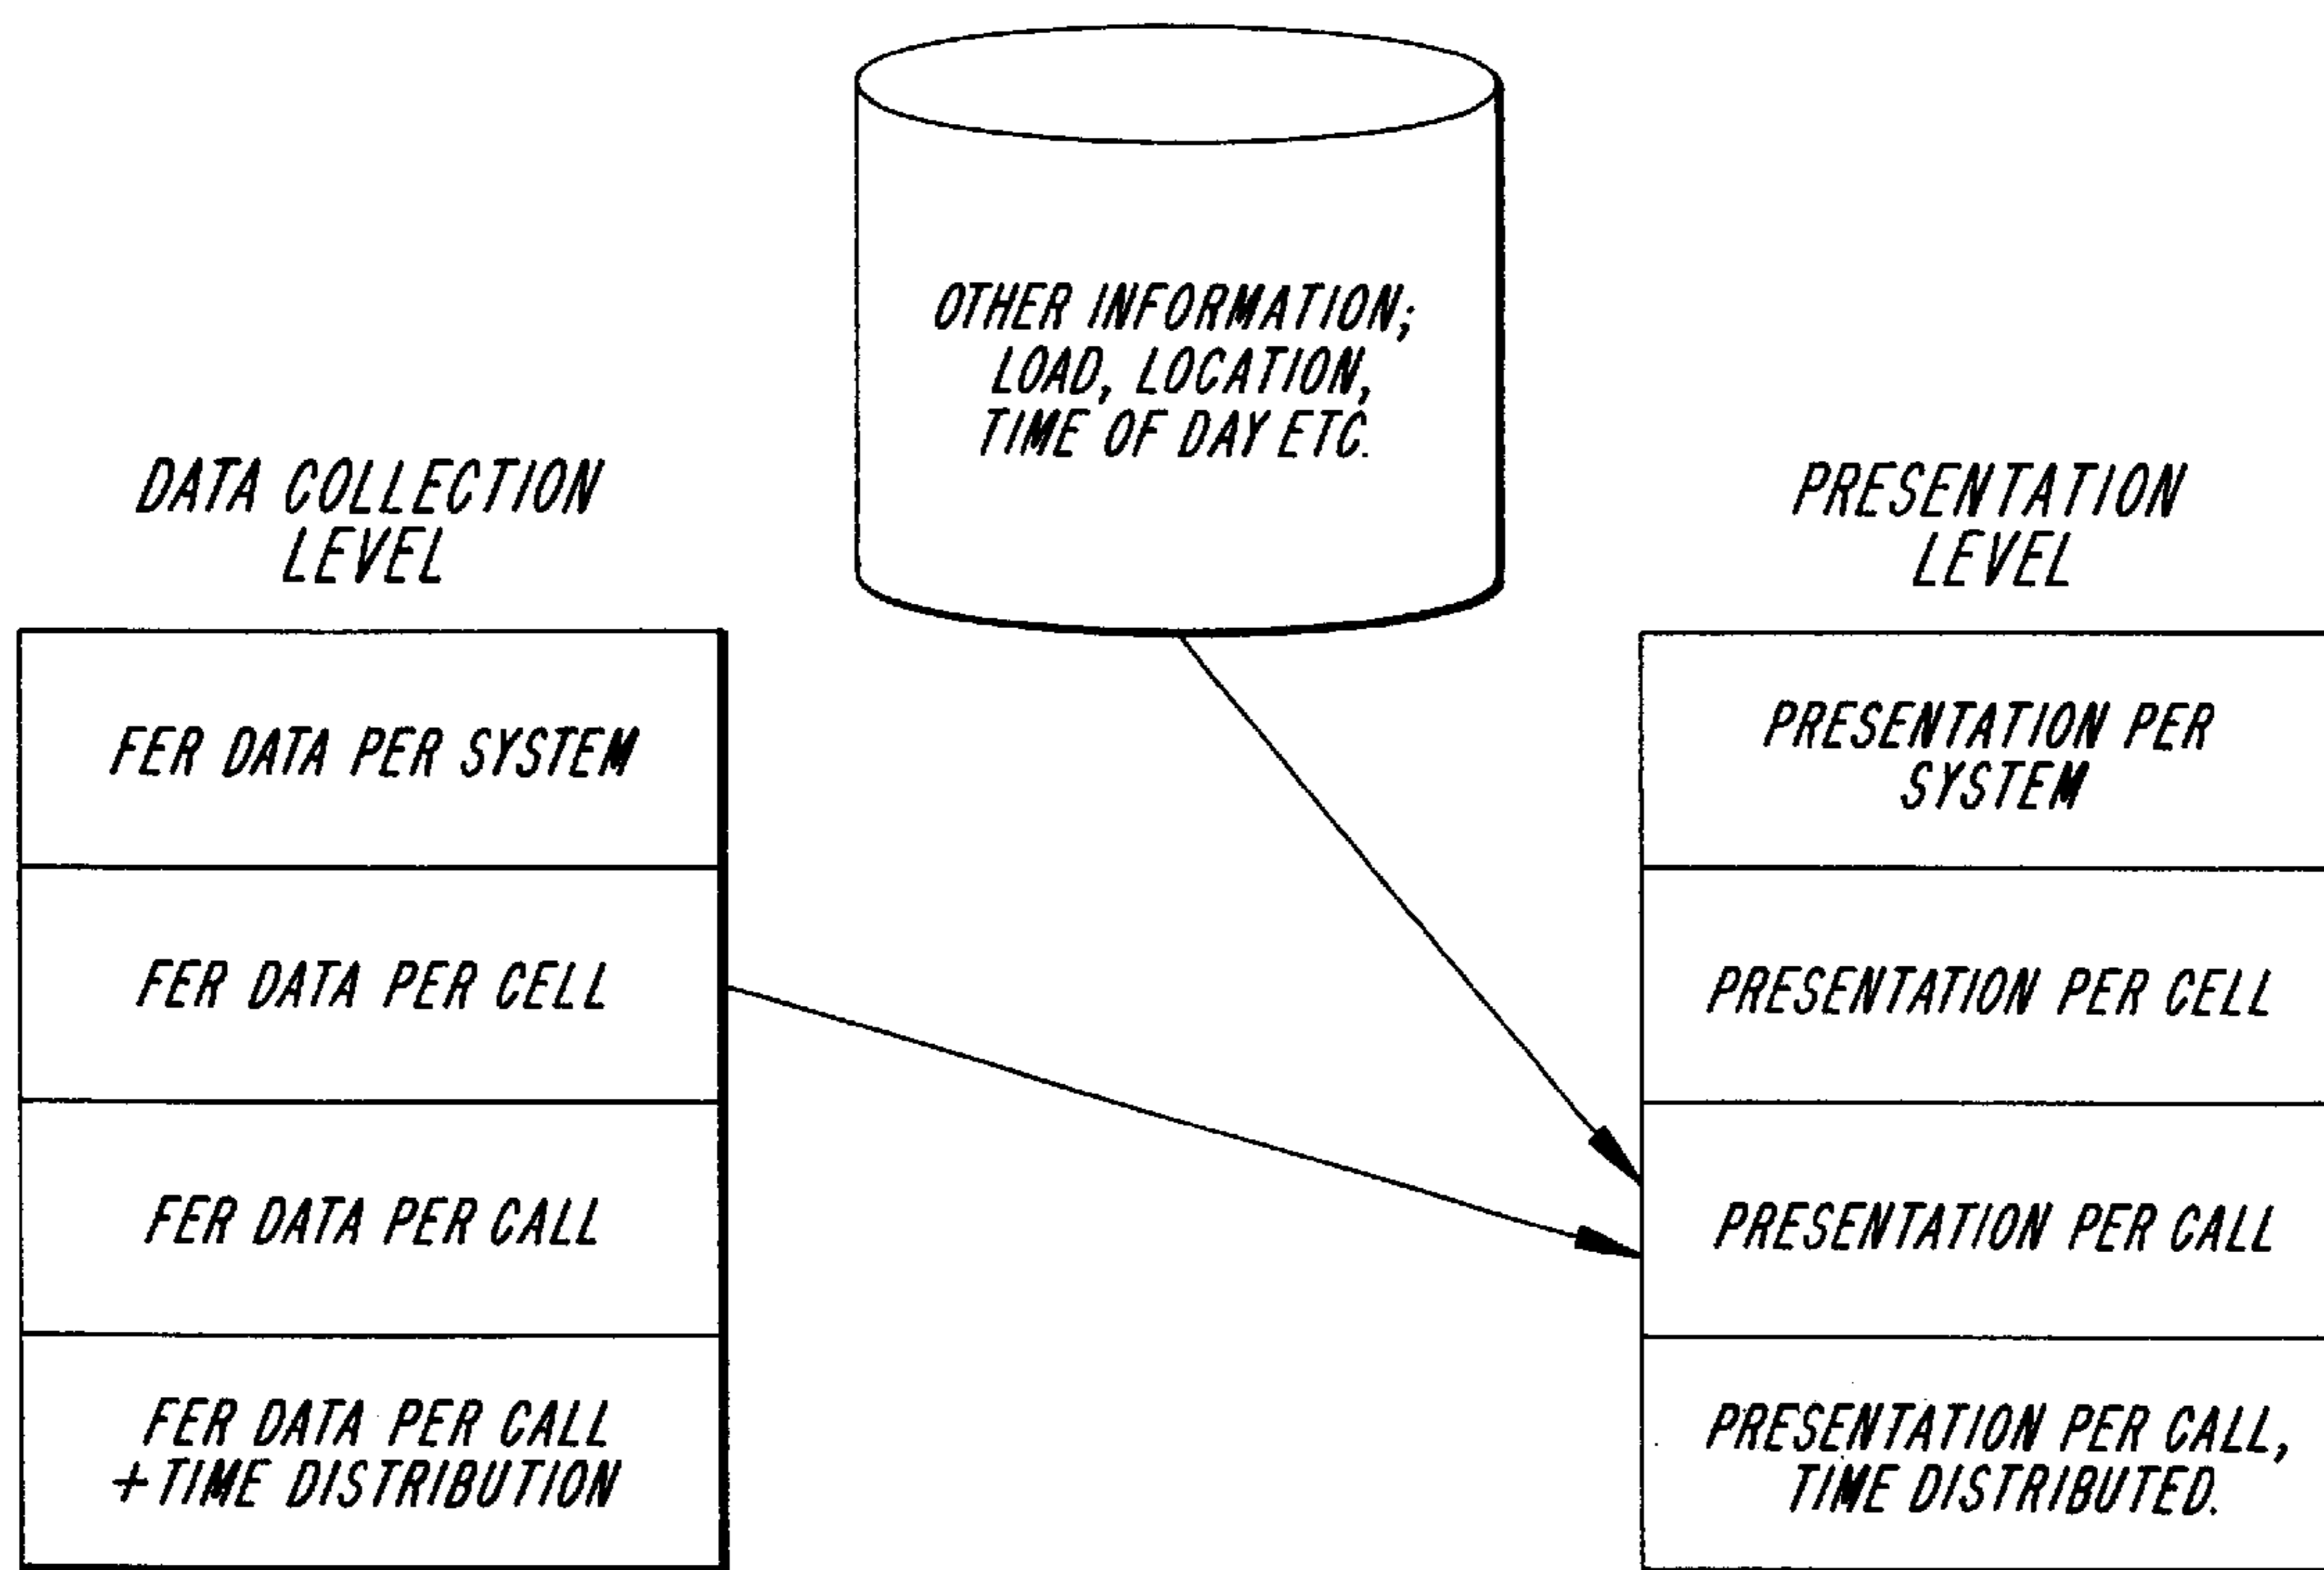 OTHER INFORMATION;
LOAD, LOCATION,
TIME OF DAY ETC.
DATA COLLECTION
LEVEL
FER DATA PER SYSTEM
FER DATA PER CELL
FER DATA PER CALL
FER DATA PER CALL
+TIME DISTRIBUTION
PRESENTATION
LEVEL
PRESENTATION PER
SYSTEM
PRESENTATION PER CELL
PRESENTATION PER CALL
PRESENTATION PER CALL,
TIME DISTRIBUTED.